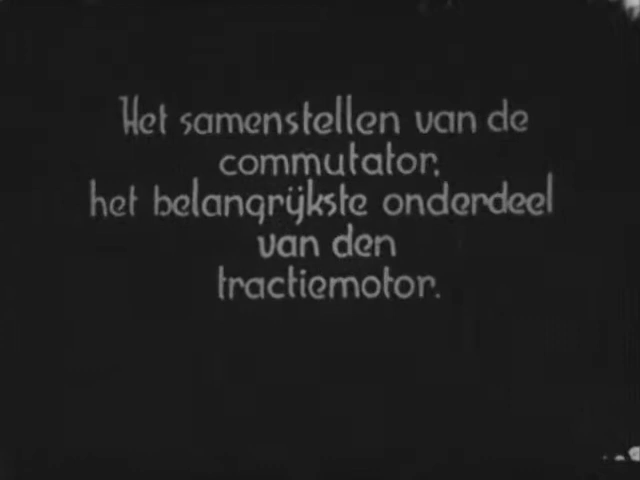 Het samenstellen van de
commutator,
het belangrijkste onderdeel
van den
tractiemotor.